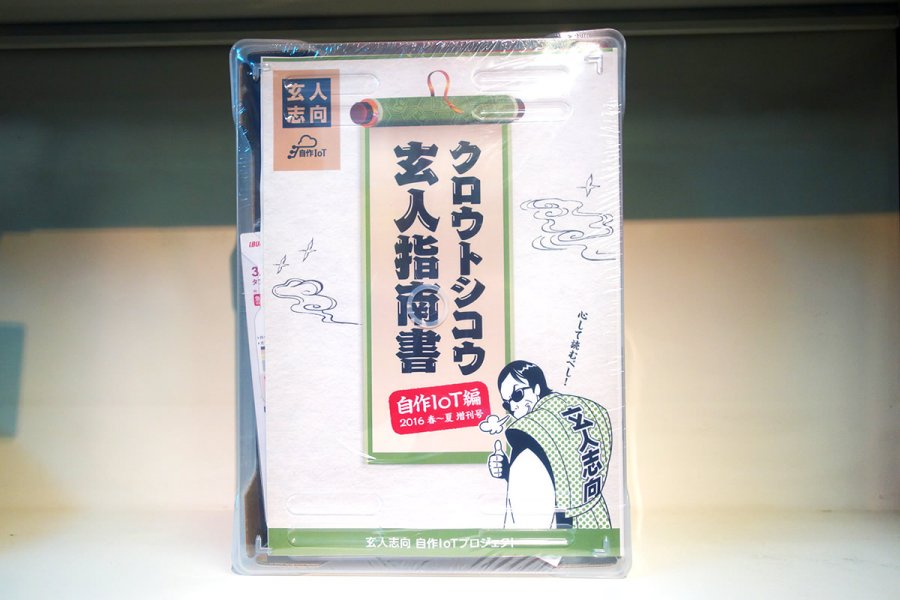 玄人
志向
自作IoT
クロウトシコウ
玄人指南書
自作IoT編
2016 春〜夏 増刊号
心して読むべし!
玄人志向
玄人志向 自作IoTプロジェクト